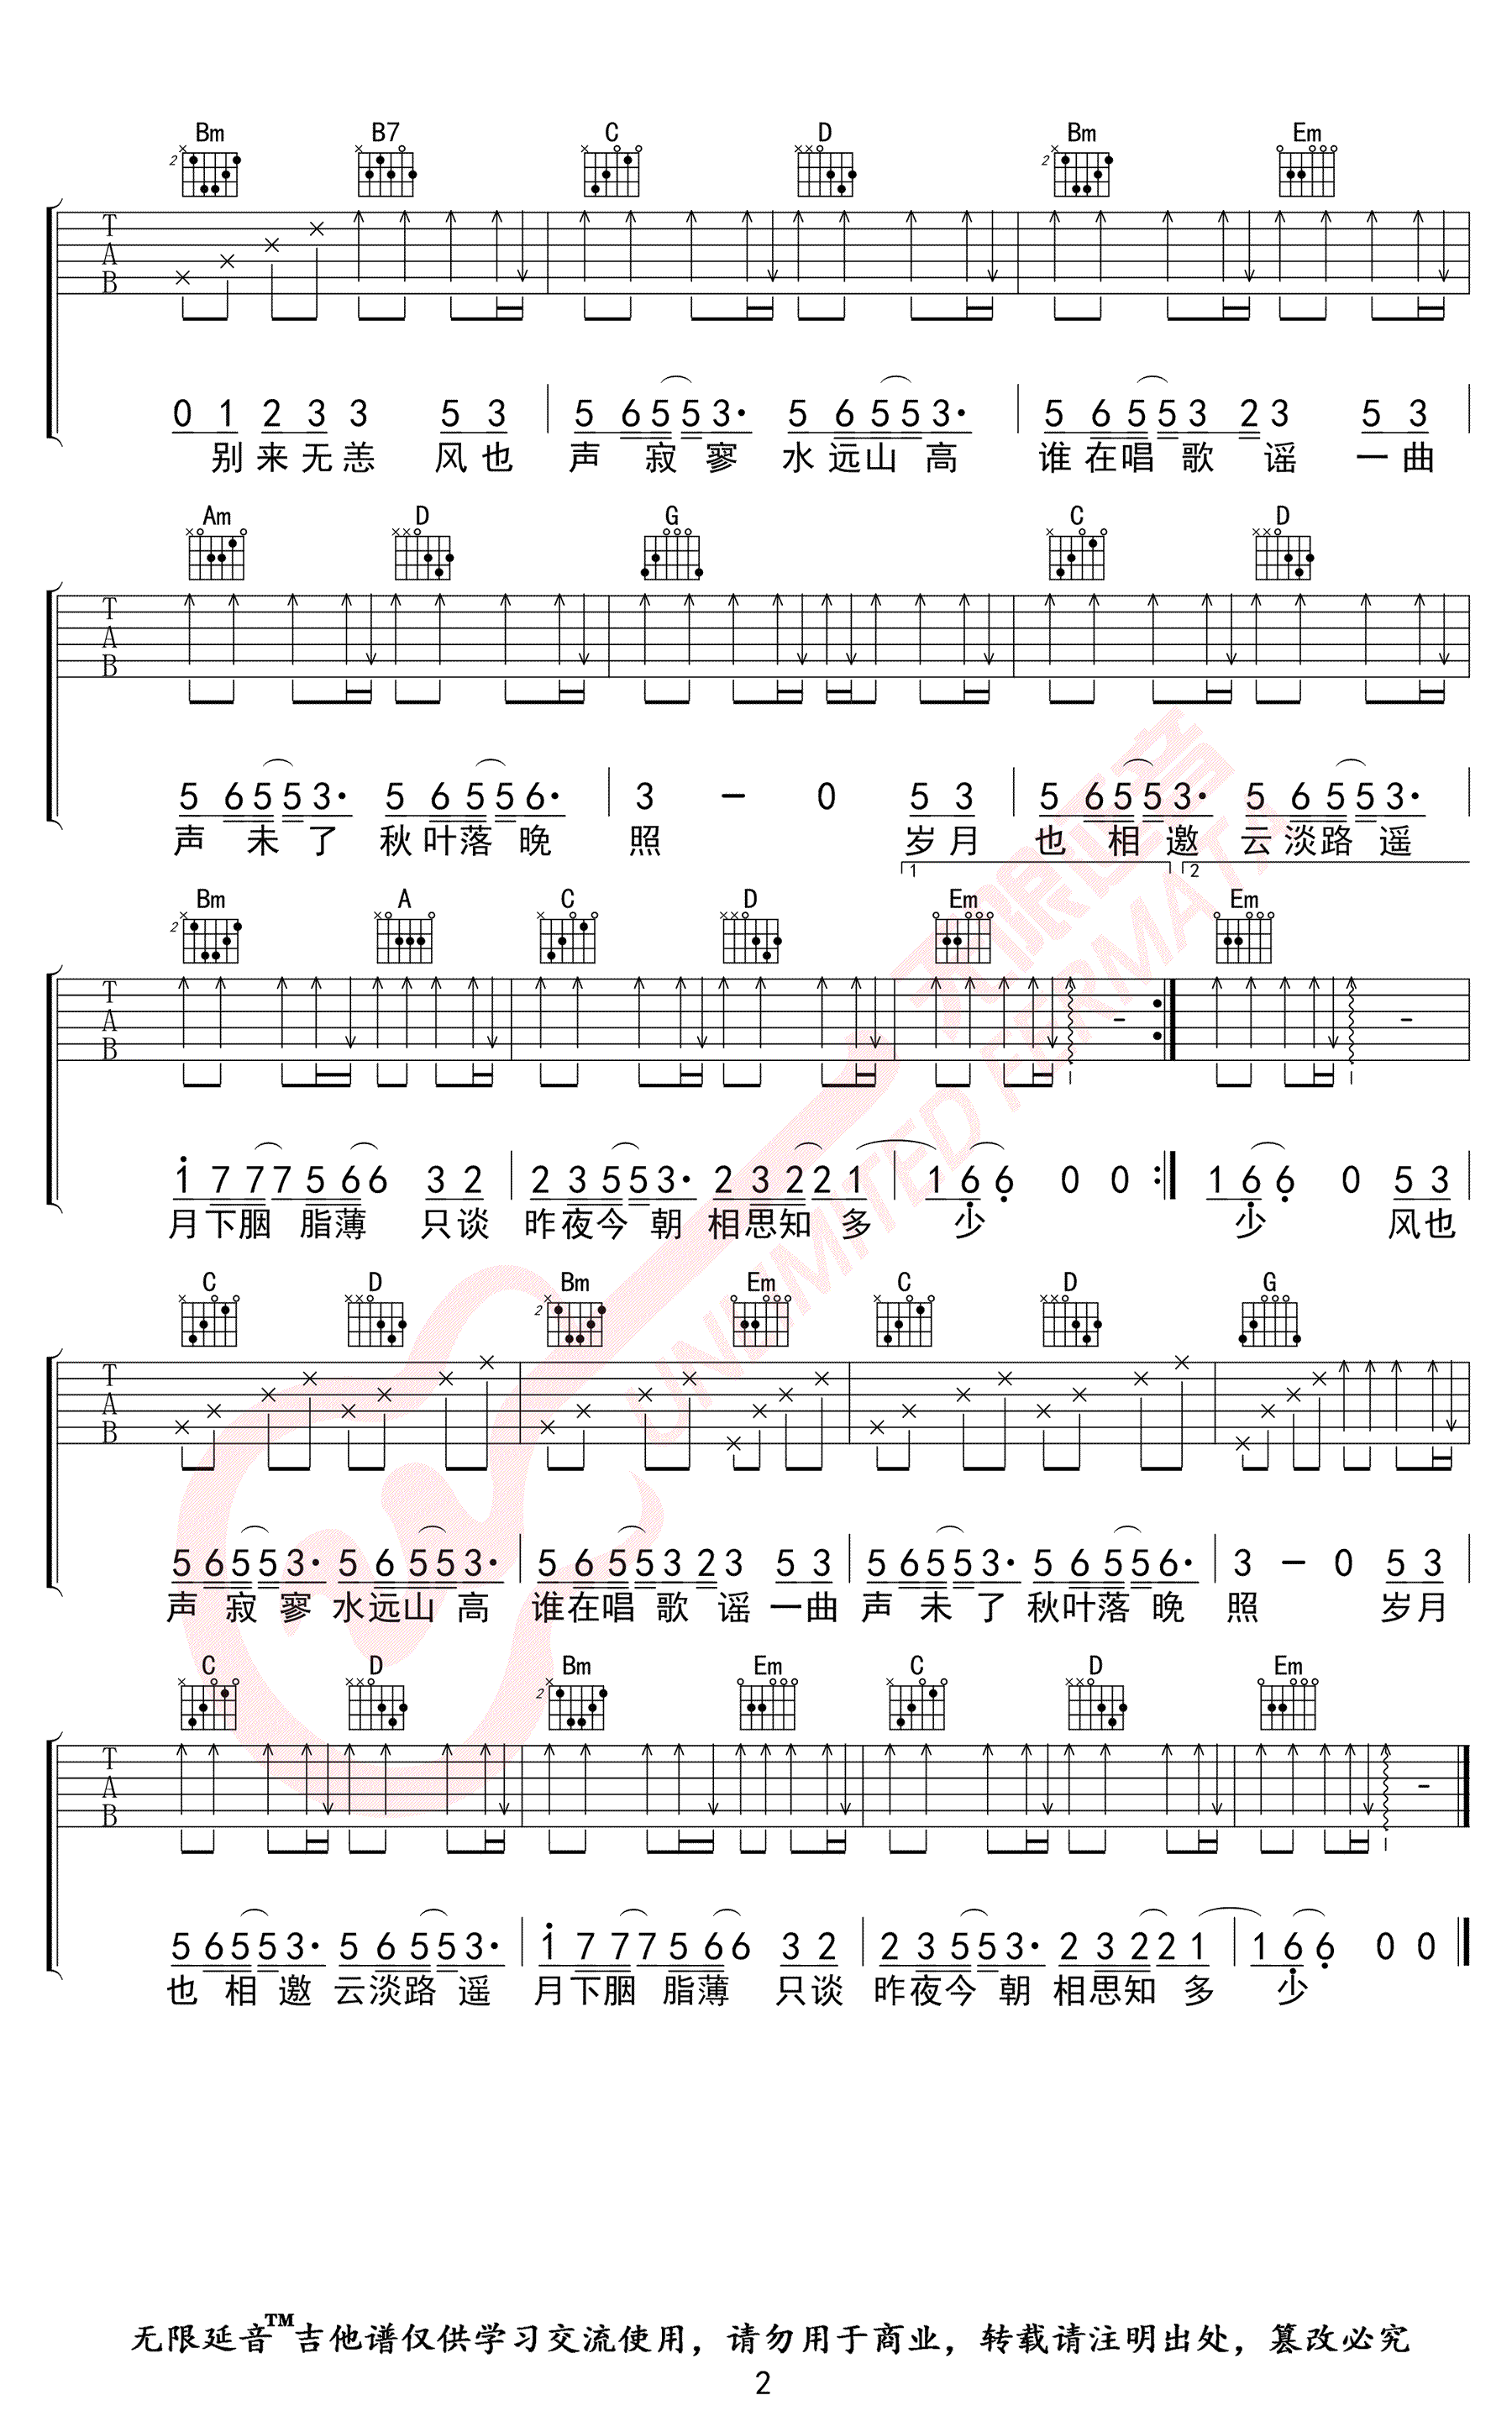 Bm B7 C D Bm Em
2 2
T
A
B
0 1 2 3 3 5 3 5 6 5 5 3· 5 6 5 5 3· 5 6 5 5 3 2 3 5 3
别来无恙 风也 声 寂 寥 水远山 高 谁在唱 歌 谣 一曲
Am D G C D
T
A
B
5 6 5 5 3· 5 6 5 5 6· 3 – 0 5 3 5 6 5 5 3· 5 6 5 5 3·
声 未 了 秋叶落 晚 照 岁月 也 相 邀 云淡路 遥
1 2
Bm A C D Em Em
2
T
A
B
1 7 7 7 5 6 6 3 2 2 3 5 5 3· 2 3 2 2 1 1 6 6 0 0 1 6 6 0 5 3
月下胭 脂薄 只谈 昨夜今 朝 相思知 多 少 少 风也
C D Bm Em C D G
2
T
A
B
5 6 5 5 3· 5 6 5 5 3· 5 6 5 5 3 2 3 5 3 5 6 5 5 3· 5 6 5 5 6· 3 – 0 5 3
声 寂 寥 水远山 高 谁在唱 歌 谣 一曲 声 未 了 秋叶落 晚 照 岁月
C D Bm Em C D Em
2
T
A
B
5 6 5 5 3· 5 6 5 5 3· 1 7 7 7 5 6 6 3 2 2 3 5 5 3· 2 3 2 2 1 1 6 6 0 0
也 相 邀 云淡路 遥 月下胭 脂薄 只谈 昨夜今 朝 相思知 多 少
无限延音
UNLIMITED FERMATA
无限延音™吉他谱仅供学习交流使用，请勿用于商业，转载请注明出处，篡改必究
2